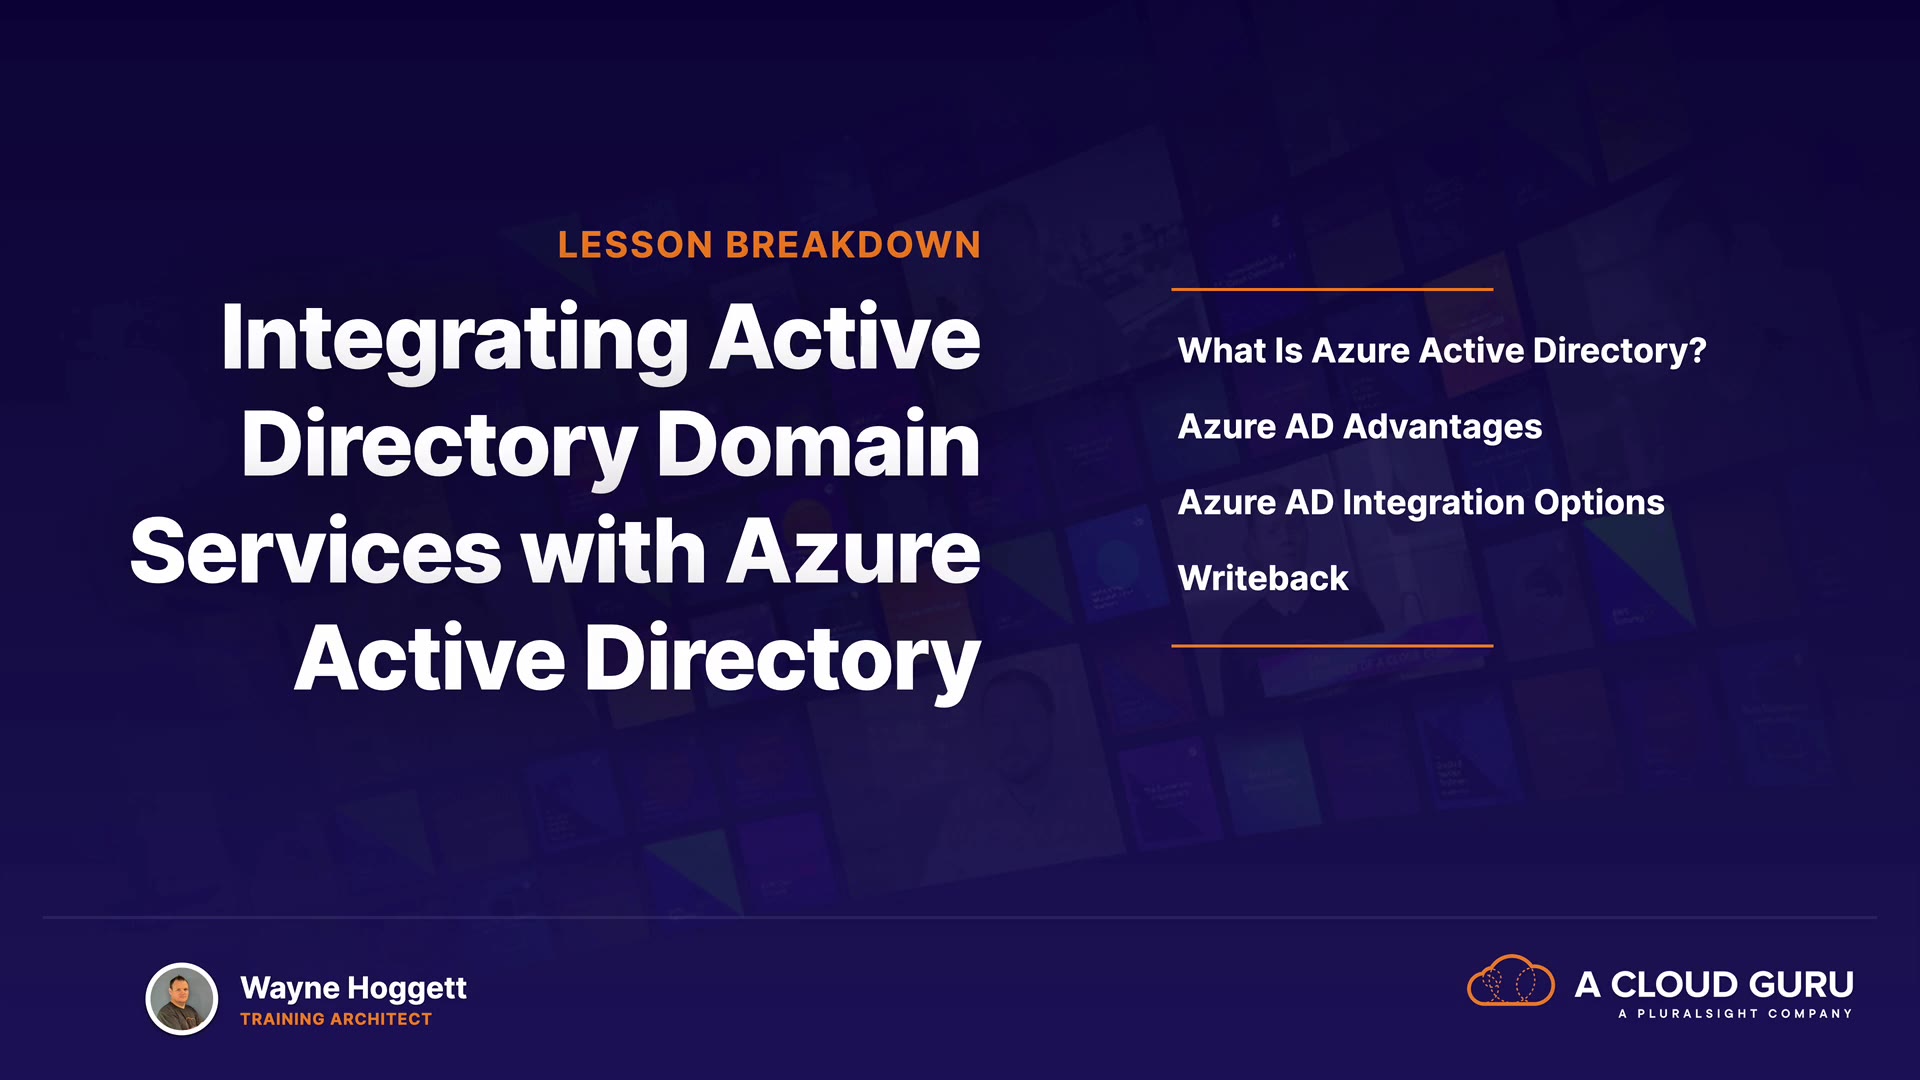 LESSON BREAKDOWN
Integrating Active
Directory Domain
Services with Azure
Active Directory
What Is Azure Active Directory?
Azure AD Advantages
Azure AD Integration Options
Writeback
Wayne Hoggett
TRAINING ARCHITECT
A CLOUD GURU
A PLURALSIGHT COMPANY